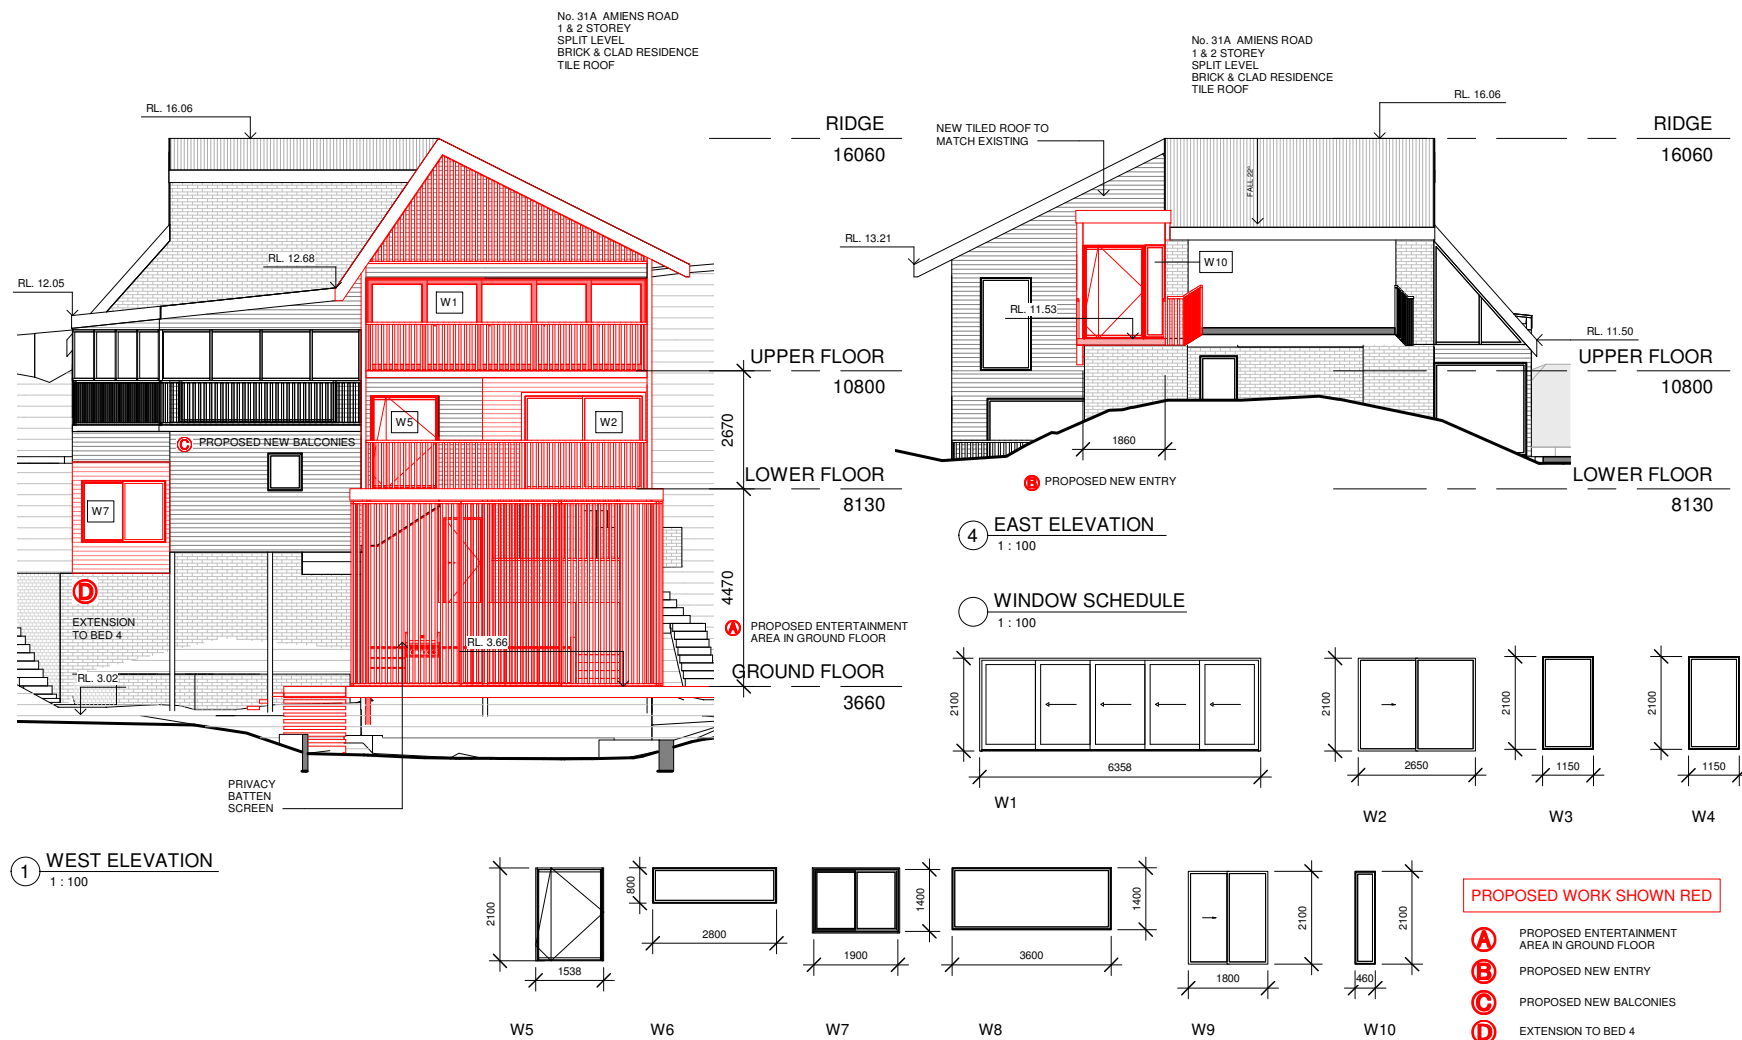 No. 31A AMIENS ROAD
1 & 2 STOREY
SPLIT LEVEL
BRICK & CLAD RESIDENCE
TILE ROOF
RL. 16.06
RL. 12.68
RL. 12.05
W1
W5
W2
W7
C PROPOSED NEW BALCONIES
D
EXTENSION
TO BED 4
RL. 3.02
RL. 3.66
PRIVACY
BATTEN
SCREEN
RIDGE
16060
UPPER FLOOR
10800
2670
LOWER FLOOR
8130
4470
A PROPOSED ENTERTAINMENT
AREA IN GROUND FLOOR
GROUND FLOOR
3660
1 WEST ELEVATION
1 : 100
No. 31A AMIENS ROAD
1 & 2 STOREY
SPLIT LEVEL
BRICK & CLAD RESIDENCE
TILE ROOF
RL. 16.06
NEW TILED ROOF TO
MATCH EXISTING
FALL 22°
RL. 13.21
W10
RL. 11.53
RL. 11.50
1860
B PROPOSED NEW ENTRY
RIDGE
16060
UPPER FLOOR
10800
LOWER FLOOR
8130
4 EAST ELEVATION
1 : 100
WINDOW SCHEDULE
1 : 100
2100
6358
W1
2100
2650
W2
2100
1150
W3
2100
1150
W4
2100
1538
W5
800
2800
W6
1400
1900
W7
1400
3600
W8
2100
1800
W9
2100
460
W10
PROPOSED WORK SHOWN RED
A PROPOSED ENTERTAINMENT
AREA IN GROUND FLOOR
B PROPOSED NEW ENTRY
C PROPOSED NEW BALCONIES
D EXTENSION TO BED 4